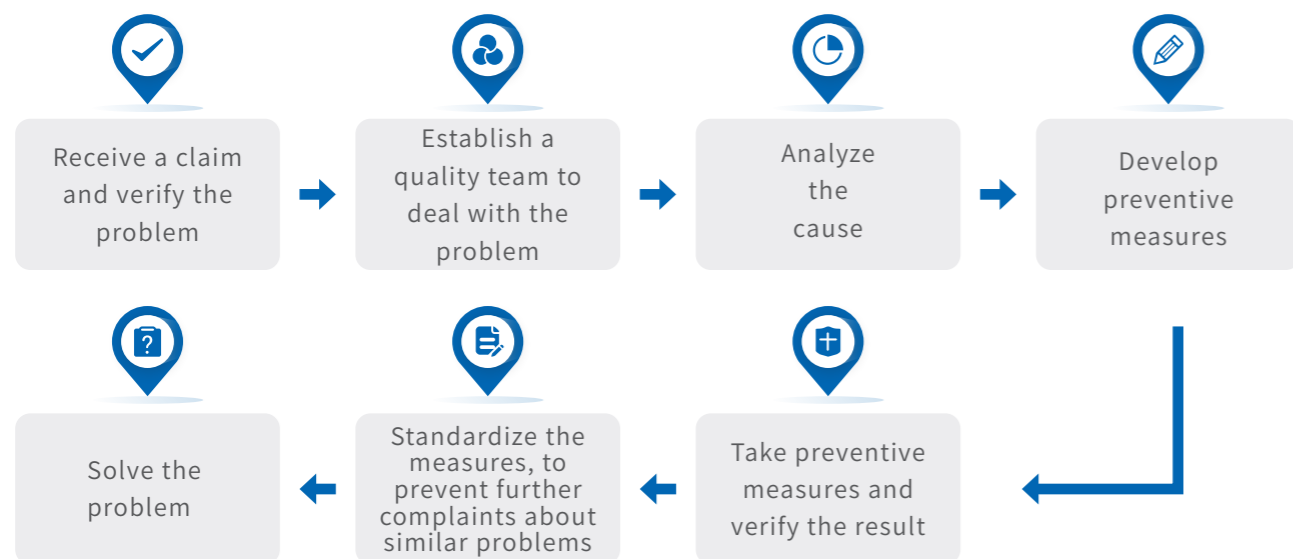 Receive a claim
and verify the
problem
Establish a
quality team to
deal with the
problem
Analyze
the
cause
Develop
preventive
measures
Take preventive
measures and
verify the result
Standardize the
measures, to
prevent further
complaints about
similar problems
Solve the
problem
?